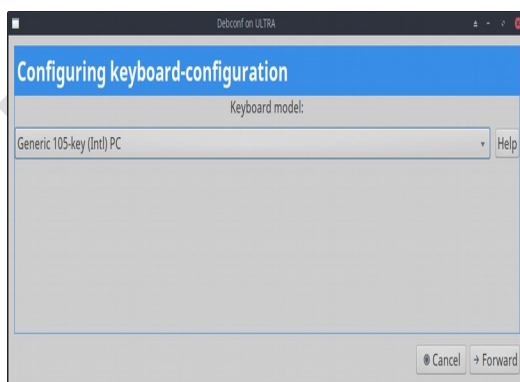 Debconf on ULTRA
Configuring keyboard-configuration
Keyboard model:
Generic 105-key (Intl) PC
Help
Cancel
Forward